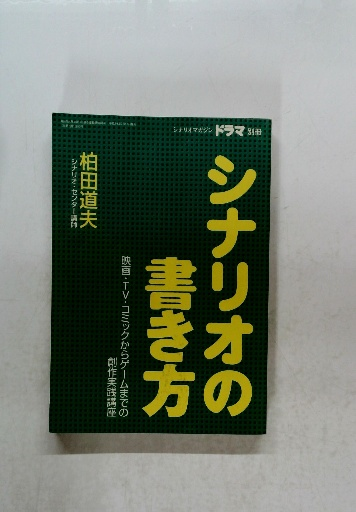 シナリオマガジン ドラマ 別冊
シナリオの
書き方
映画・TV・コミックからゲームまでの
創作実践講座
柏田道夫
シナリオ・センター講師